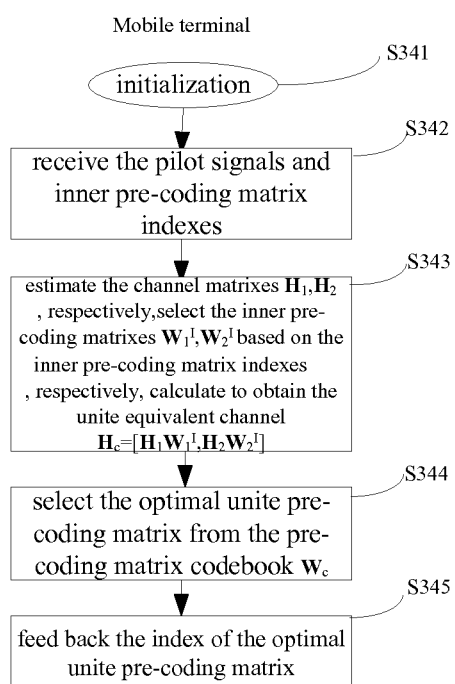 Mobile terminal
S341
initialization
S342
receive the pilot signals and
inner pre-coding matrix
indexes
S343
estimate the channel matrixes H₁,H₂
, respectively,select the inner pre-
coding matrixes W₁ᴵ,W₂ᴵ based on the
inner pre-coding matrix indexes
, respectively, calculate to obtain the
unite equivalent channel
H꜀=[H₁W₁ᴵ,H₂W₂ᴵ]
S344
select the optimal unite pre-
coding matrix from the pre-
coding matrix codebook W꜀
S345
feed back the index of the optimal
unite pre-coding matrix